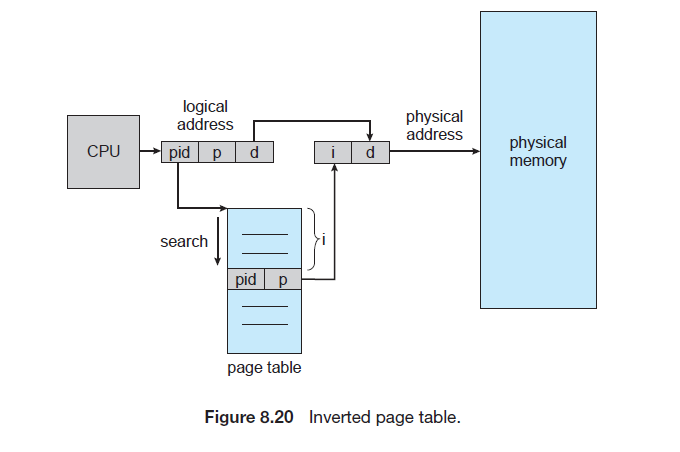 logical
address
CPU
pid p d
i d
physical
address
physical
memory
search
i
pid p
page table
Figure 8.20 Inverted page table.